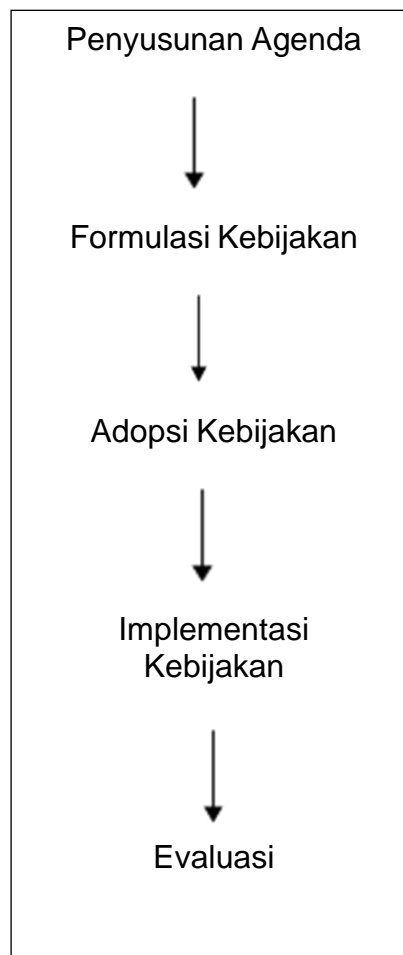 Penyusunan Agenda
Formulasi Kebijakan
Adopsi Kebijakan
Implementasi
Kebijakan
Evaluasi